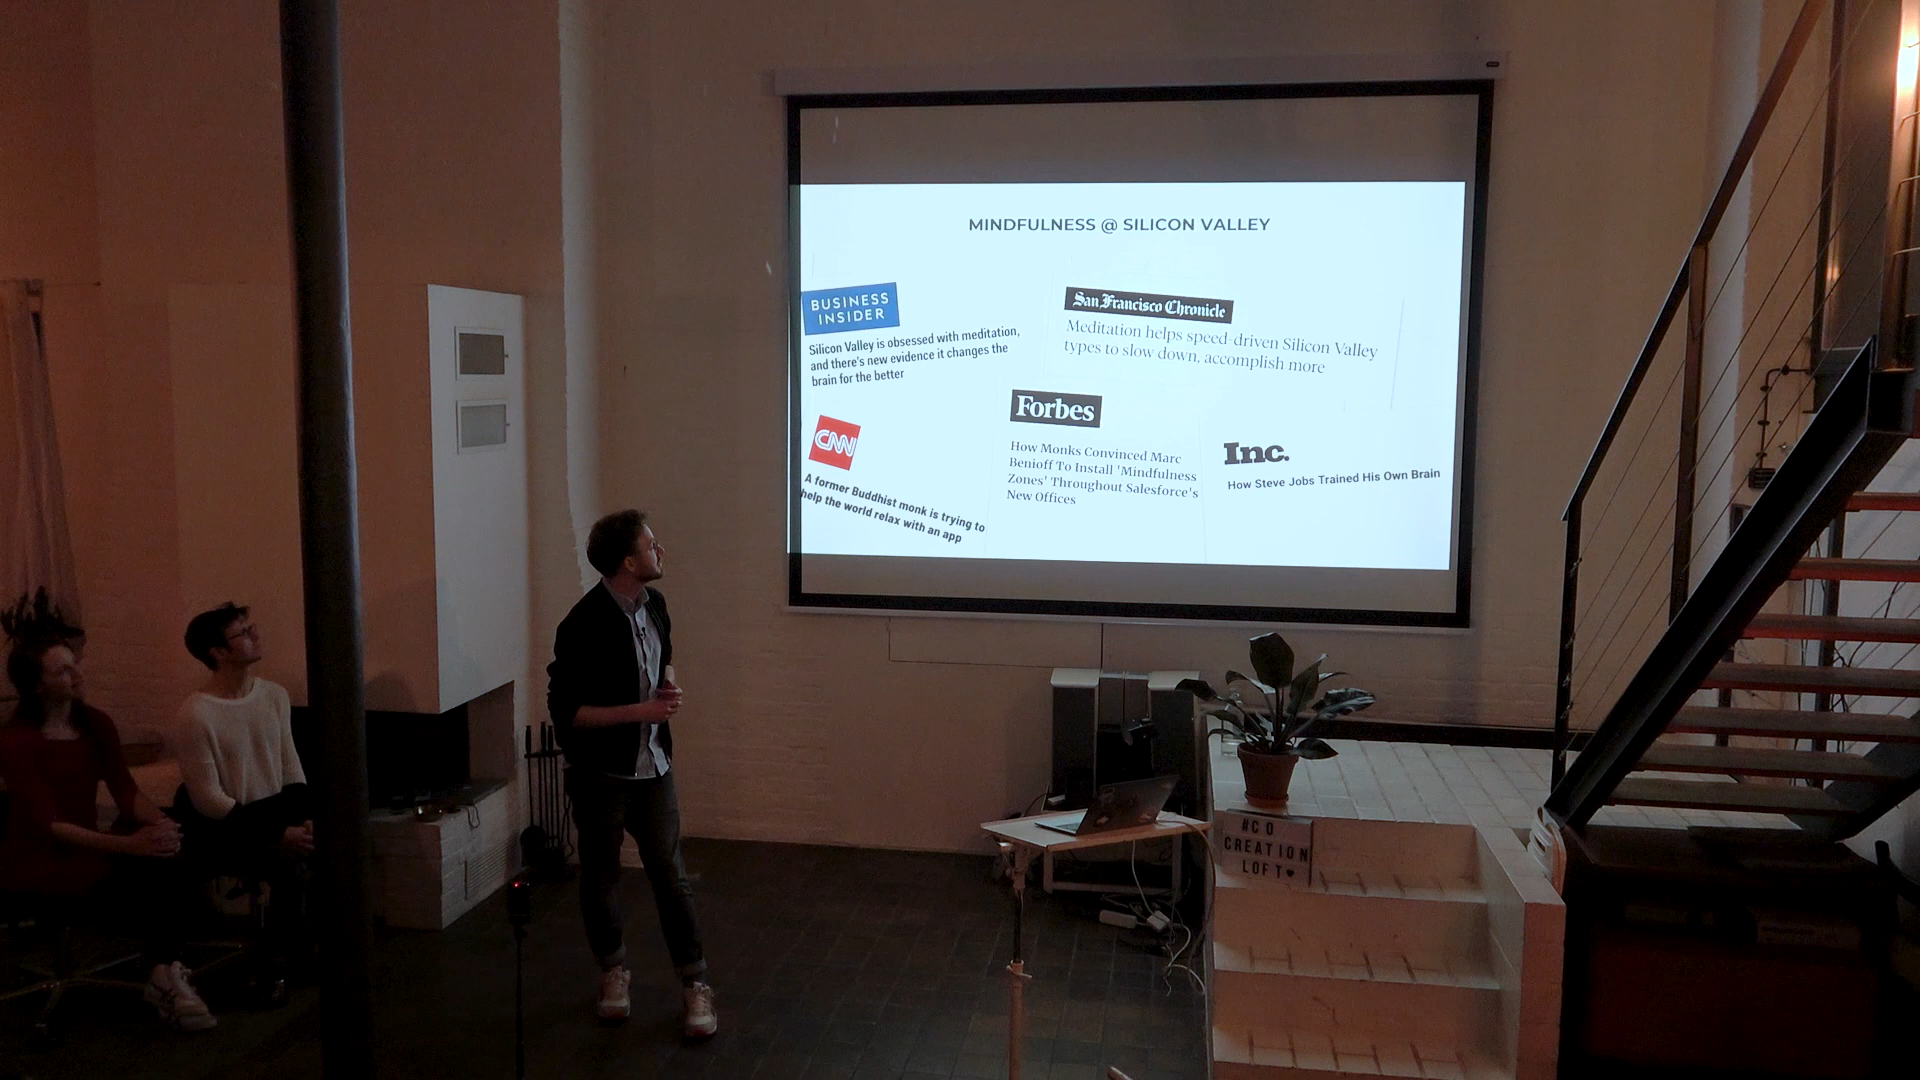 MINDFULNESS @ SILICON VALLEY
BUSINESS
INSIDER
Silicon Valley is obsessed with meditation,
and there's new evidence it changes the
brain for the better
San Francisco Chronicle
Meditation helps speed-driven Silicon Valley
types to slow down, accomplish more
CNN
A former Buddhist monk is trying to
help the world relax with an app
Forbes
How Monks Convinced Marc
Benioff To Install 'Mindfulness
Zones' Throughout Salesforce's
New Offices
Inc.
How Steve Jobs Trained His Own Brain
#CO
CREATION
LOFT♥